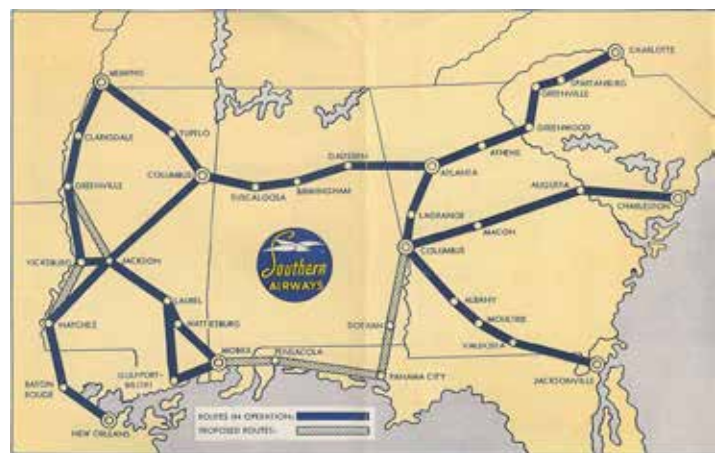 CHARLOTTE
SPARTANBURG
GREENVILLE
MEMPHIS
GREENWOOD
CLARKSDALE
TUPELO
ATHENS
GADSDEN
COLUMBUS
ATLANTA
BIRMINGHAM
TUSCALOOSA
GREENVILLE
AUGUSTA
CHARLESTON
LAGRANGE
MACON
COLUMBUS
VICKSBURG
JACKSON
Southern
AIRWAYS
LAUREL
ALBANY
NATCHEZ
HATTIESBURG
DOTHAN
MOULTRIE
VALDOSTA
MOBILE
PENSACOLA
GULFPORT-
BILOXI
PANAMA CITY
BATON
ROUGE
JACKSONVILLE
NEW ORLEANS
ROUTES IN OPERATION:
PROPOSED ROUTES: